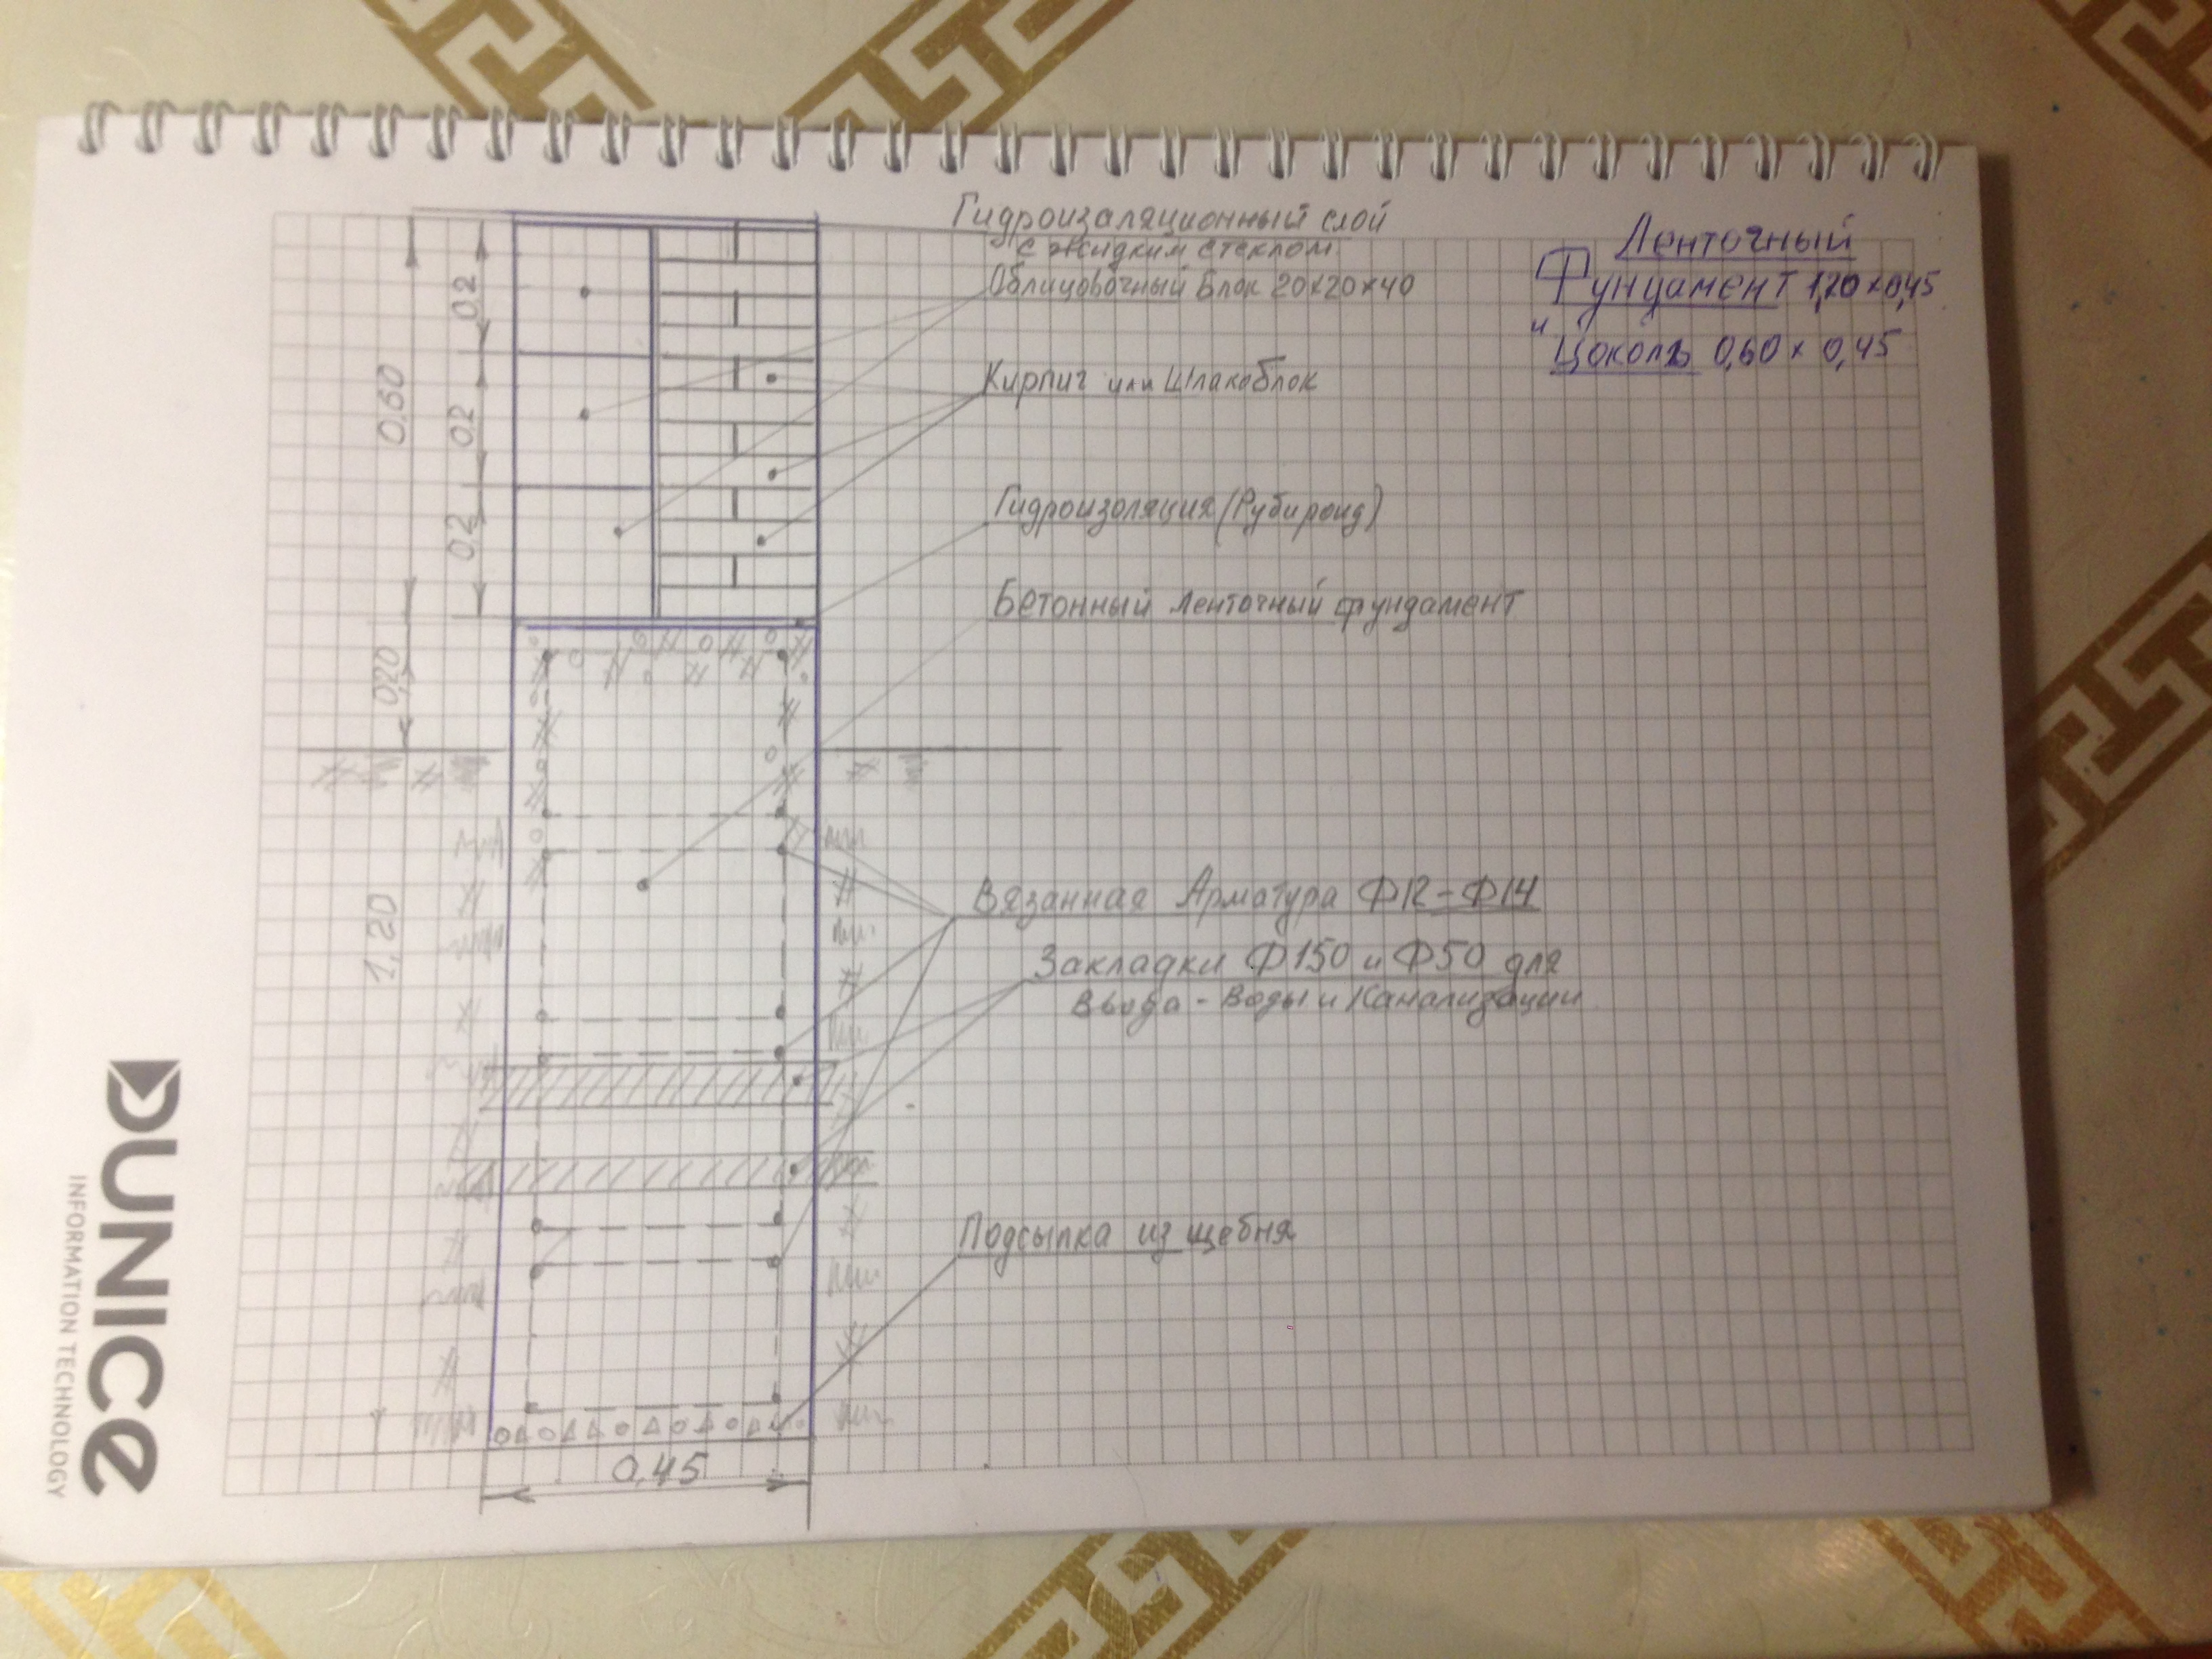 Гидроизаляционный слой
с жидким стеклом
Облицовочный Блок 20×20×40
Кирпич или Шлакоблок
Гидроизоляция (Рубироид)
Бетонный ленточный фундамент
Вязанная Арматура Ф12-Ф14
Закладки Ф150 и Ф50 для
Ввода - Воды и Канализации
Подсыпка из щебня
Ленточный
Фундамент 1,20×0,45
и
Цоколь 0,60 × 0,45
0,60
0.2
0.2
0.2
0,20
1,20
0,45
DUNICE
INFORMATION TECHNOLOGY